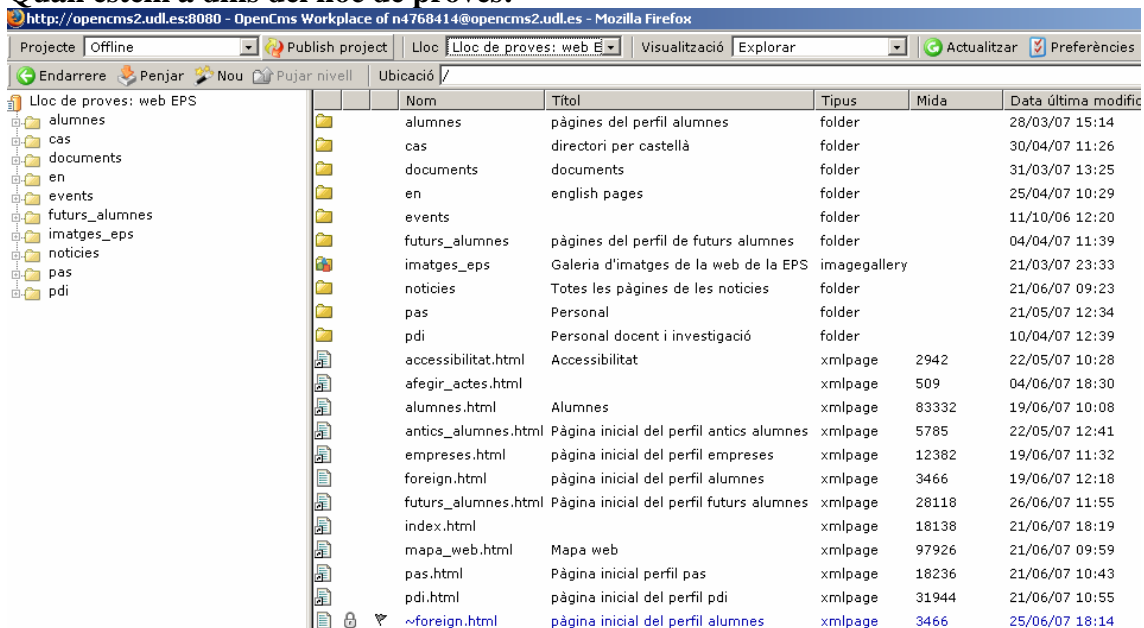 Quan estem a dins del lloc de proves:
http://opencms2.udl.es:8080 - OpenCms Workplace of n4768414@opencms2.udl.es - Mozilla Firefox
Projecte Offline Publish project Lloc Lloc de proves: web E Visualització Explorar Actualitzar Preferències
Endarrere Penjar Nou Pujar nivell Ubicació /
Lloc de proves: web EPS
alumnes
cas
documents
en
events
futurs_alumnes
imatges_eps
noticies
pas
pdi
Nom Títol Tipus Mida Data última modific
alumnes pàgines del perfil alumnes folder 28/03/07 15:14
cas directori per castellà folder 30/04/07 11:26
documents documents folder 31/03/07 13:25
en english pages folder 25/04/07 10:29
events folder 11/10/06 12:20
futurs_alumnes pàgines del perfil de futurs alumnes folder 04/04/07 11:39
imatges_eps Galeria d'imatges de la web de la EPS imagegallery 21/03/07 23:33
noticies Totes les pàgines de les noticies folder 21/06/07 09:23
pas Personal folder 21/05/07 12:34
pdi Personal docent i investigació folder 10/04/07 12:39
accessibilitat.html Accessibilitat xmlpage 2942 22/05/07 10:28
afegir_actes.html xmlpage 509 04/06/07 18:30
alumnes.html Alumnes xmlpage 83332 19/06/07 10:08
antics_alumnes.html Pàgina inicial del perfil antics alumnes xmlpage 5785 22/05/07 12:41
empreses.html pàgina inicial del perfil empreses xmlpage 12382 19/06/07 11:32
foreign.html pàgina inicial del perfil alumnes xmlpage 3466 19/06/07 12:18
futurs_alumnes.html Pàgina inicial del perfil futurs alumnes xmlpage 28118 26/06/07 11:55
index.html xmlpage 18138 21/06/07 18:19
mapa_web.html Mapa web xmlpage 97926 21/06/07 09:59
pas.html Pàgina inicial perfil pas xmlpage 18236 21/06/07 10:43
pdi.html pàgina inicial del perfil pdi xmlpage 31944 21/06/07 10:55
~foreign.html pàgina inicial del perfil alumnes xmlpage 3466 25/06/07 18:14